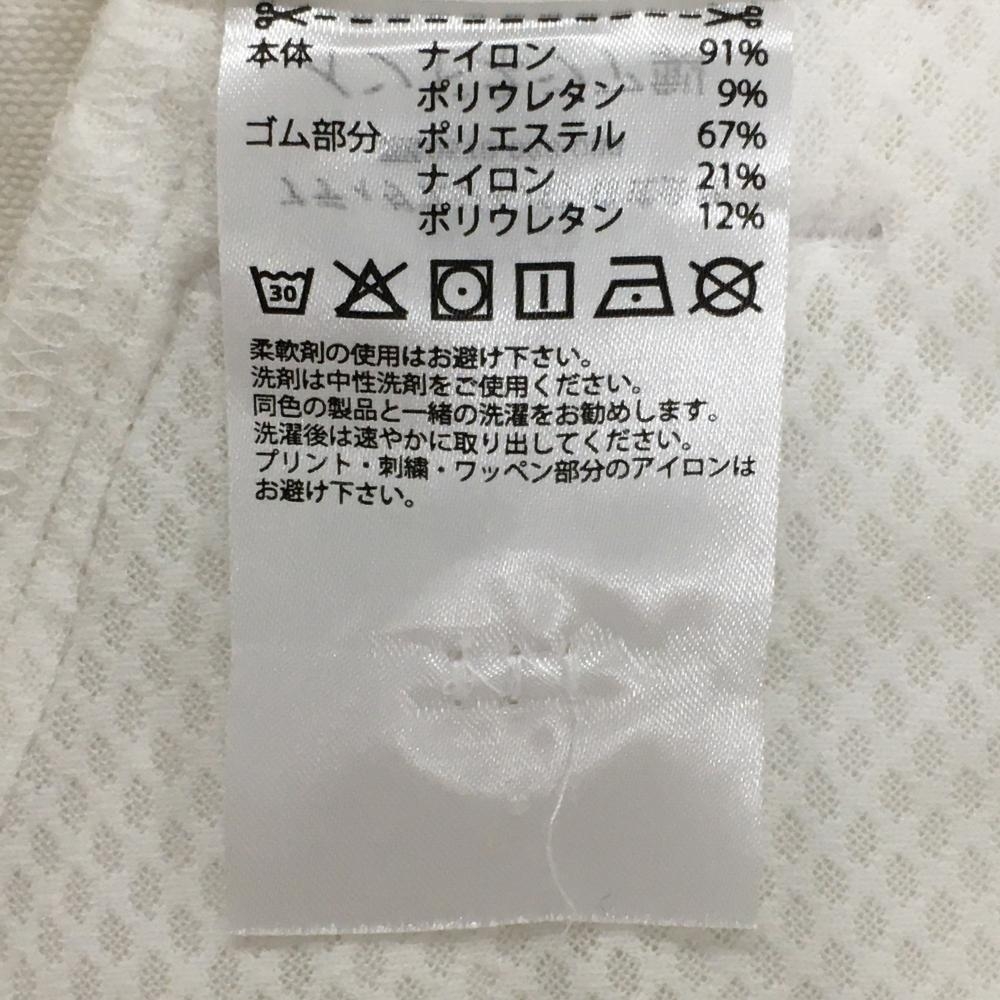 本体 ナイロン 91%
ポリウレタン 9%
ゴム部分 ポリエステル 67%
ナイロン 21%
ポリウレタン 12%
30
柔軟剤の使用はお避け下さい。
洗剤は中性洗剤をご使用ください。
同色の製品と一緒の洗濯をお勧めします。
洗濯後は速やかに取り出してください。
プリント・刺繍・ワッペン部分のアイロンは
お避け下さい。